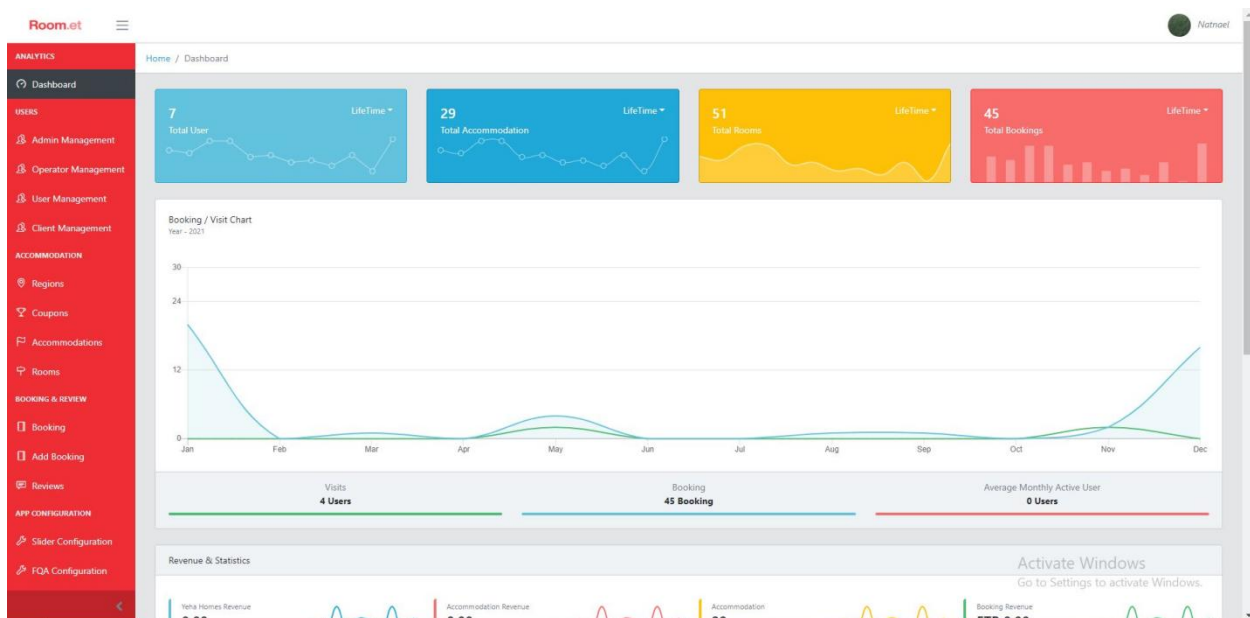 Room.et
Natnael
ANALYTICS
Home / Dashboard
Dashboard
USERS
Admin Management
Operator Management
User Management
Client Management
ACCOMMODATION
Regions
Coupons
Accommodations
Rooms
BOOKING & REVIEW
Booking
Add Booking
Reviews
APP CONFIGURATION
Slider Configuration
FQA Configuration
7 LifeTime
Total User
29 LifeTime
Total Accommodation
51 LifeTime
Total Rooms
45 LifeTime
Total Bookings
Booking / Visit Chart
Year - 2021
30
24
12
0
Jan Feb Mar Apr May Jun Jul Aug Sep Oct Nov Dec
Visits
4 Users
Booking
45 Booking
Average Monthly Active User
0 Users
Revenue & Statistics
Activate Windows
Go to Settings to activate Windows.
Yeha Homes Revenue
Accommodation Revenue
Accommodation
Booking Revenue